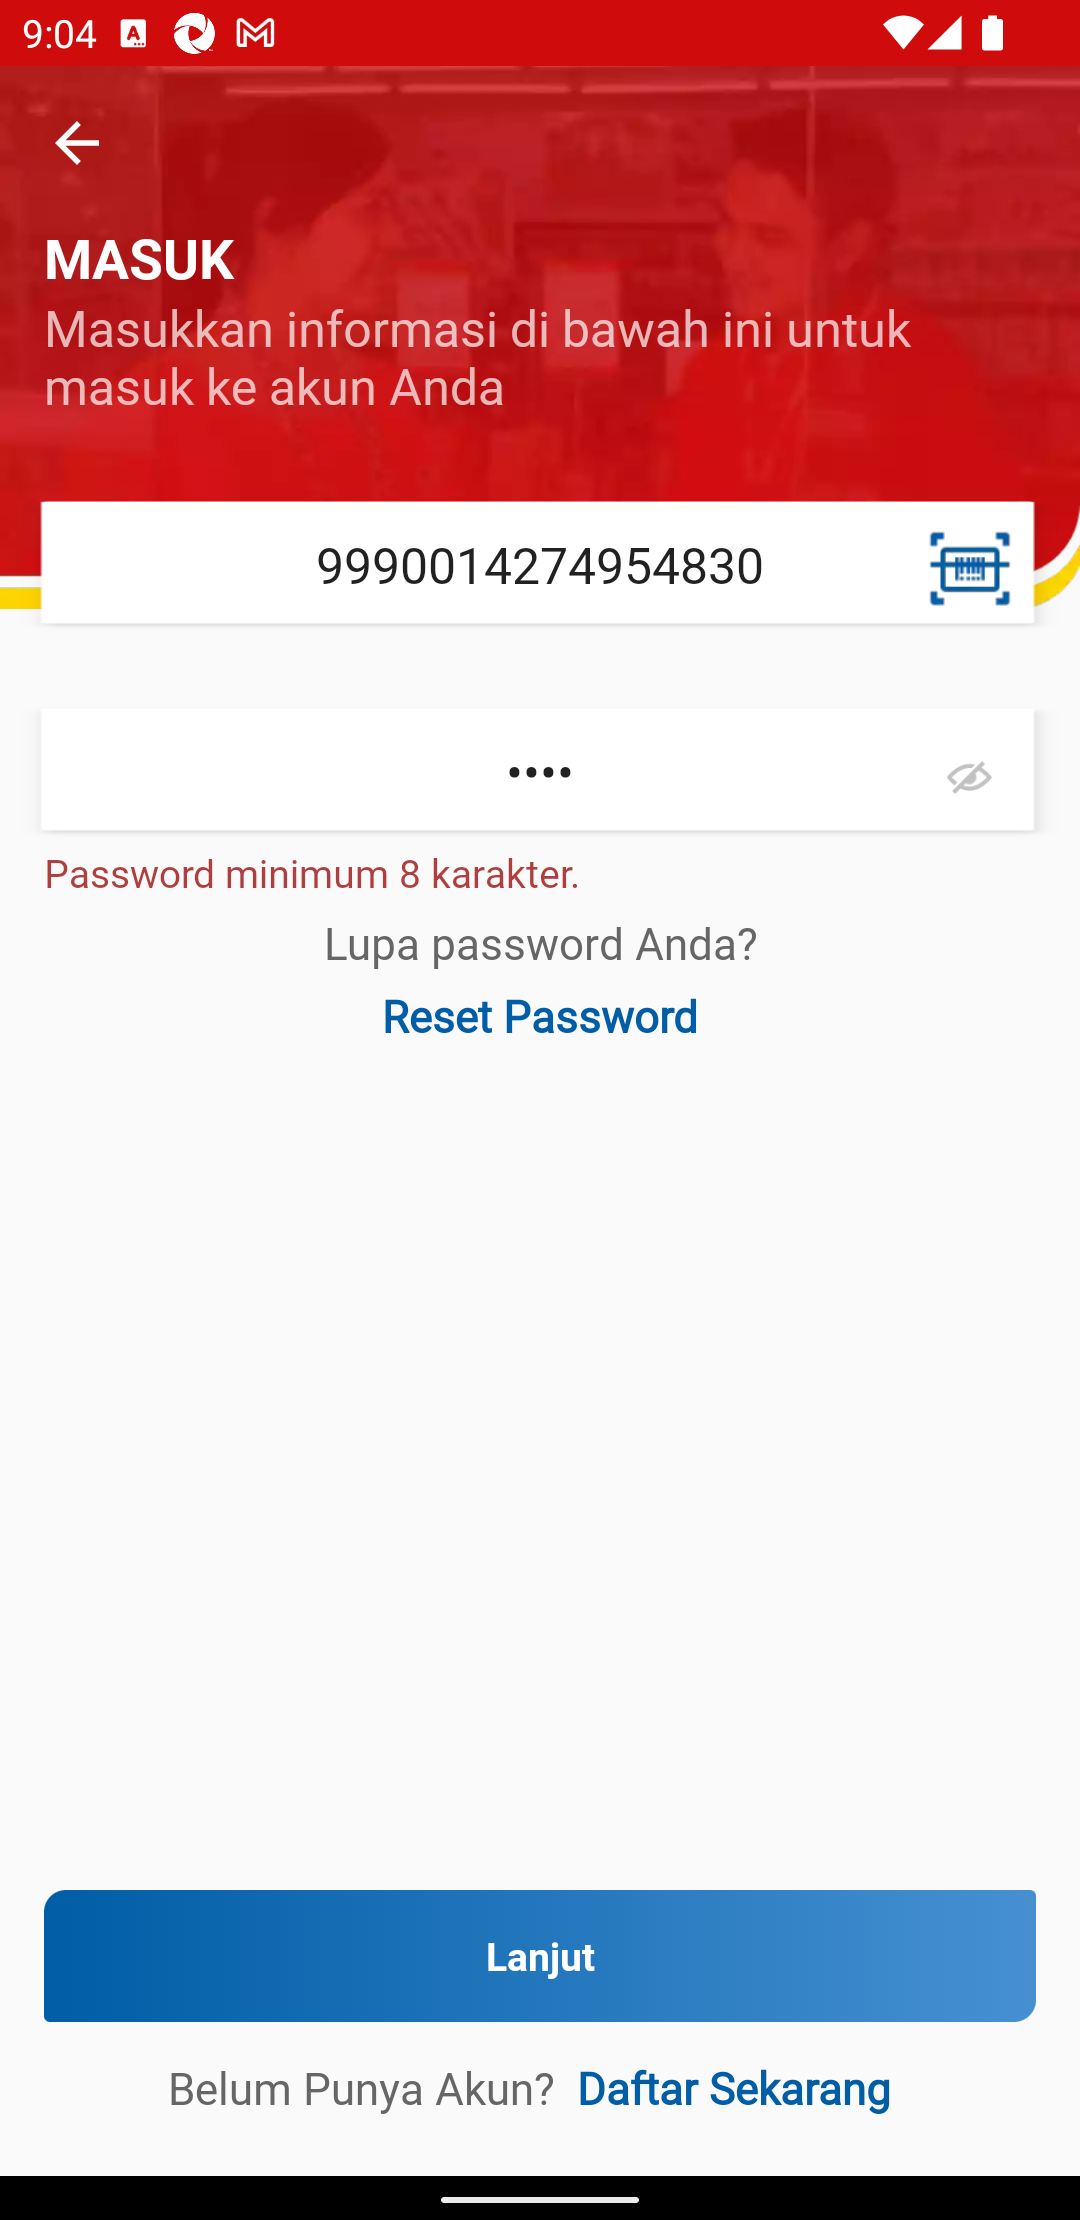 9:04
MASUK
Masukkan informasi di bawah ini untuk
masuk ke akun Anda
9990014274954830
••••
Password minimum 8 karakter.
Lupa password Anda?
Reset Password
Lanjut
Belum Punya Akun? Daftar Sekarang